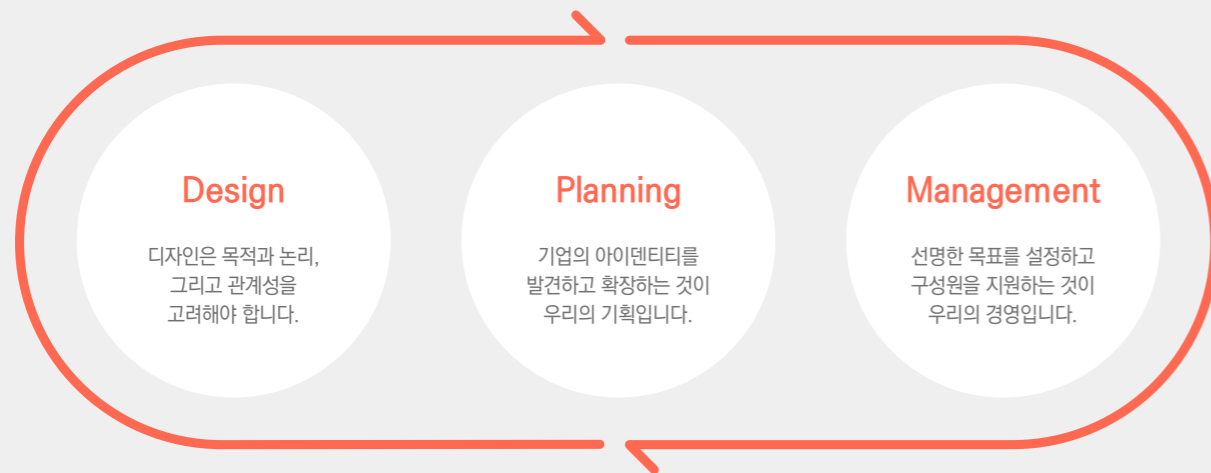 Design
디자인은 목적과 논리,
그리고 관계성을
고려해야 합니다.
Planning
기업의 아이덴티티를
발견하고 확장하는 것이
우리의 기획입니다.
Management
선명한 목표를 설정하고
구성원을 지원하는 것이
우리의 경영입니다.